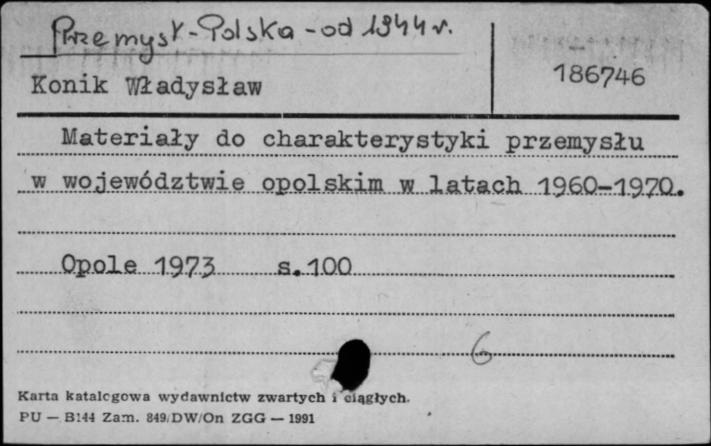 Przemysł-Polska-od 1944 r.
Konik Władysław
186746
Materiały do charakterystyki przemysłu
w województwie opolskim w latach 1960-1970.
Opole 1973 s.100
6
Karta katalogowa wydawnictw zwartych i ciągłych.
PU — B144 Zam. 849/DW/On ZGG — 1991